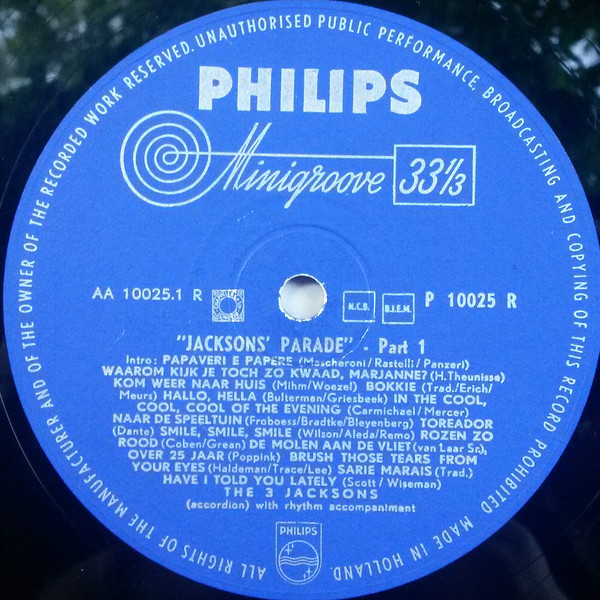 ALL RIGHTS OF THE MANUFACTURER AND OF THE OWNER OF THE RECORDED WORK RESERVED. UNAUTHORISED PUBLIC PERFORMANCE, BROADCASTING AND COPYING OF THIS RECORD PROHIBITED. MADE IN HOLLAND.
PHILIPS
Minigroove 33⅓
AA 10025.1 R N.C.B. B.I.E.M. P 10025 R
"JACKSONS' PARADE" - Part 1
Intro: PAPAVERI E PAPERE (Mascheroni/Rastelli/Panzeri)
WAAROM KIJK JE TOCH ZO KWAAD, MARJANNE? (H.Theunisse)
KOM WEER NAAR HUIS (Mihm/Woezel) BOKKIE (Trad./Erich/
Meurs) HALLO, HELLA (Bulterman/Griesbeek) IN THE COOL,
COOL, COOL OF THE EVENING (Carmichael/Mercer)
NAAR DE SPEELTUIN (Froboess/Bradtke/Bleyenberg) TOREADOR
(Dante) SMILE, SMILE, SMILE (Wilson/Aleda/Remo) ROZEN ZO
ROOD (Coben/Grean) DE MOLEN AAN DE VLIET (van Laar Sr.),
OVER 25 JAAR (Poppink) BRUSH THOSE TEARS FROM
YOUR EYES (Haldeman/Trace/Lee) SARIE MARAIS (Trad.)
HAVE I TOLD YOU LATELY (Scott/Wiseman)
THE 3 JACKSONS
(accordion) with rhythm accompaniment
PHILIPS